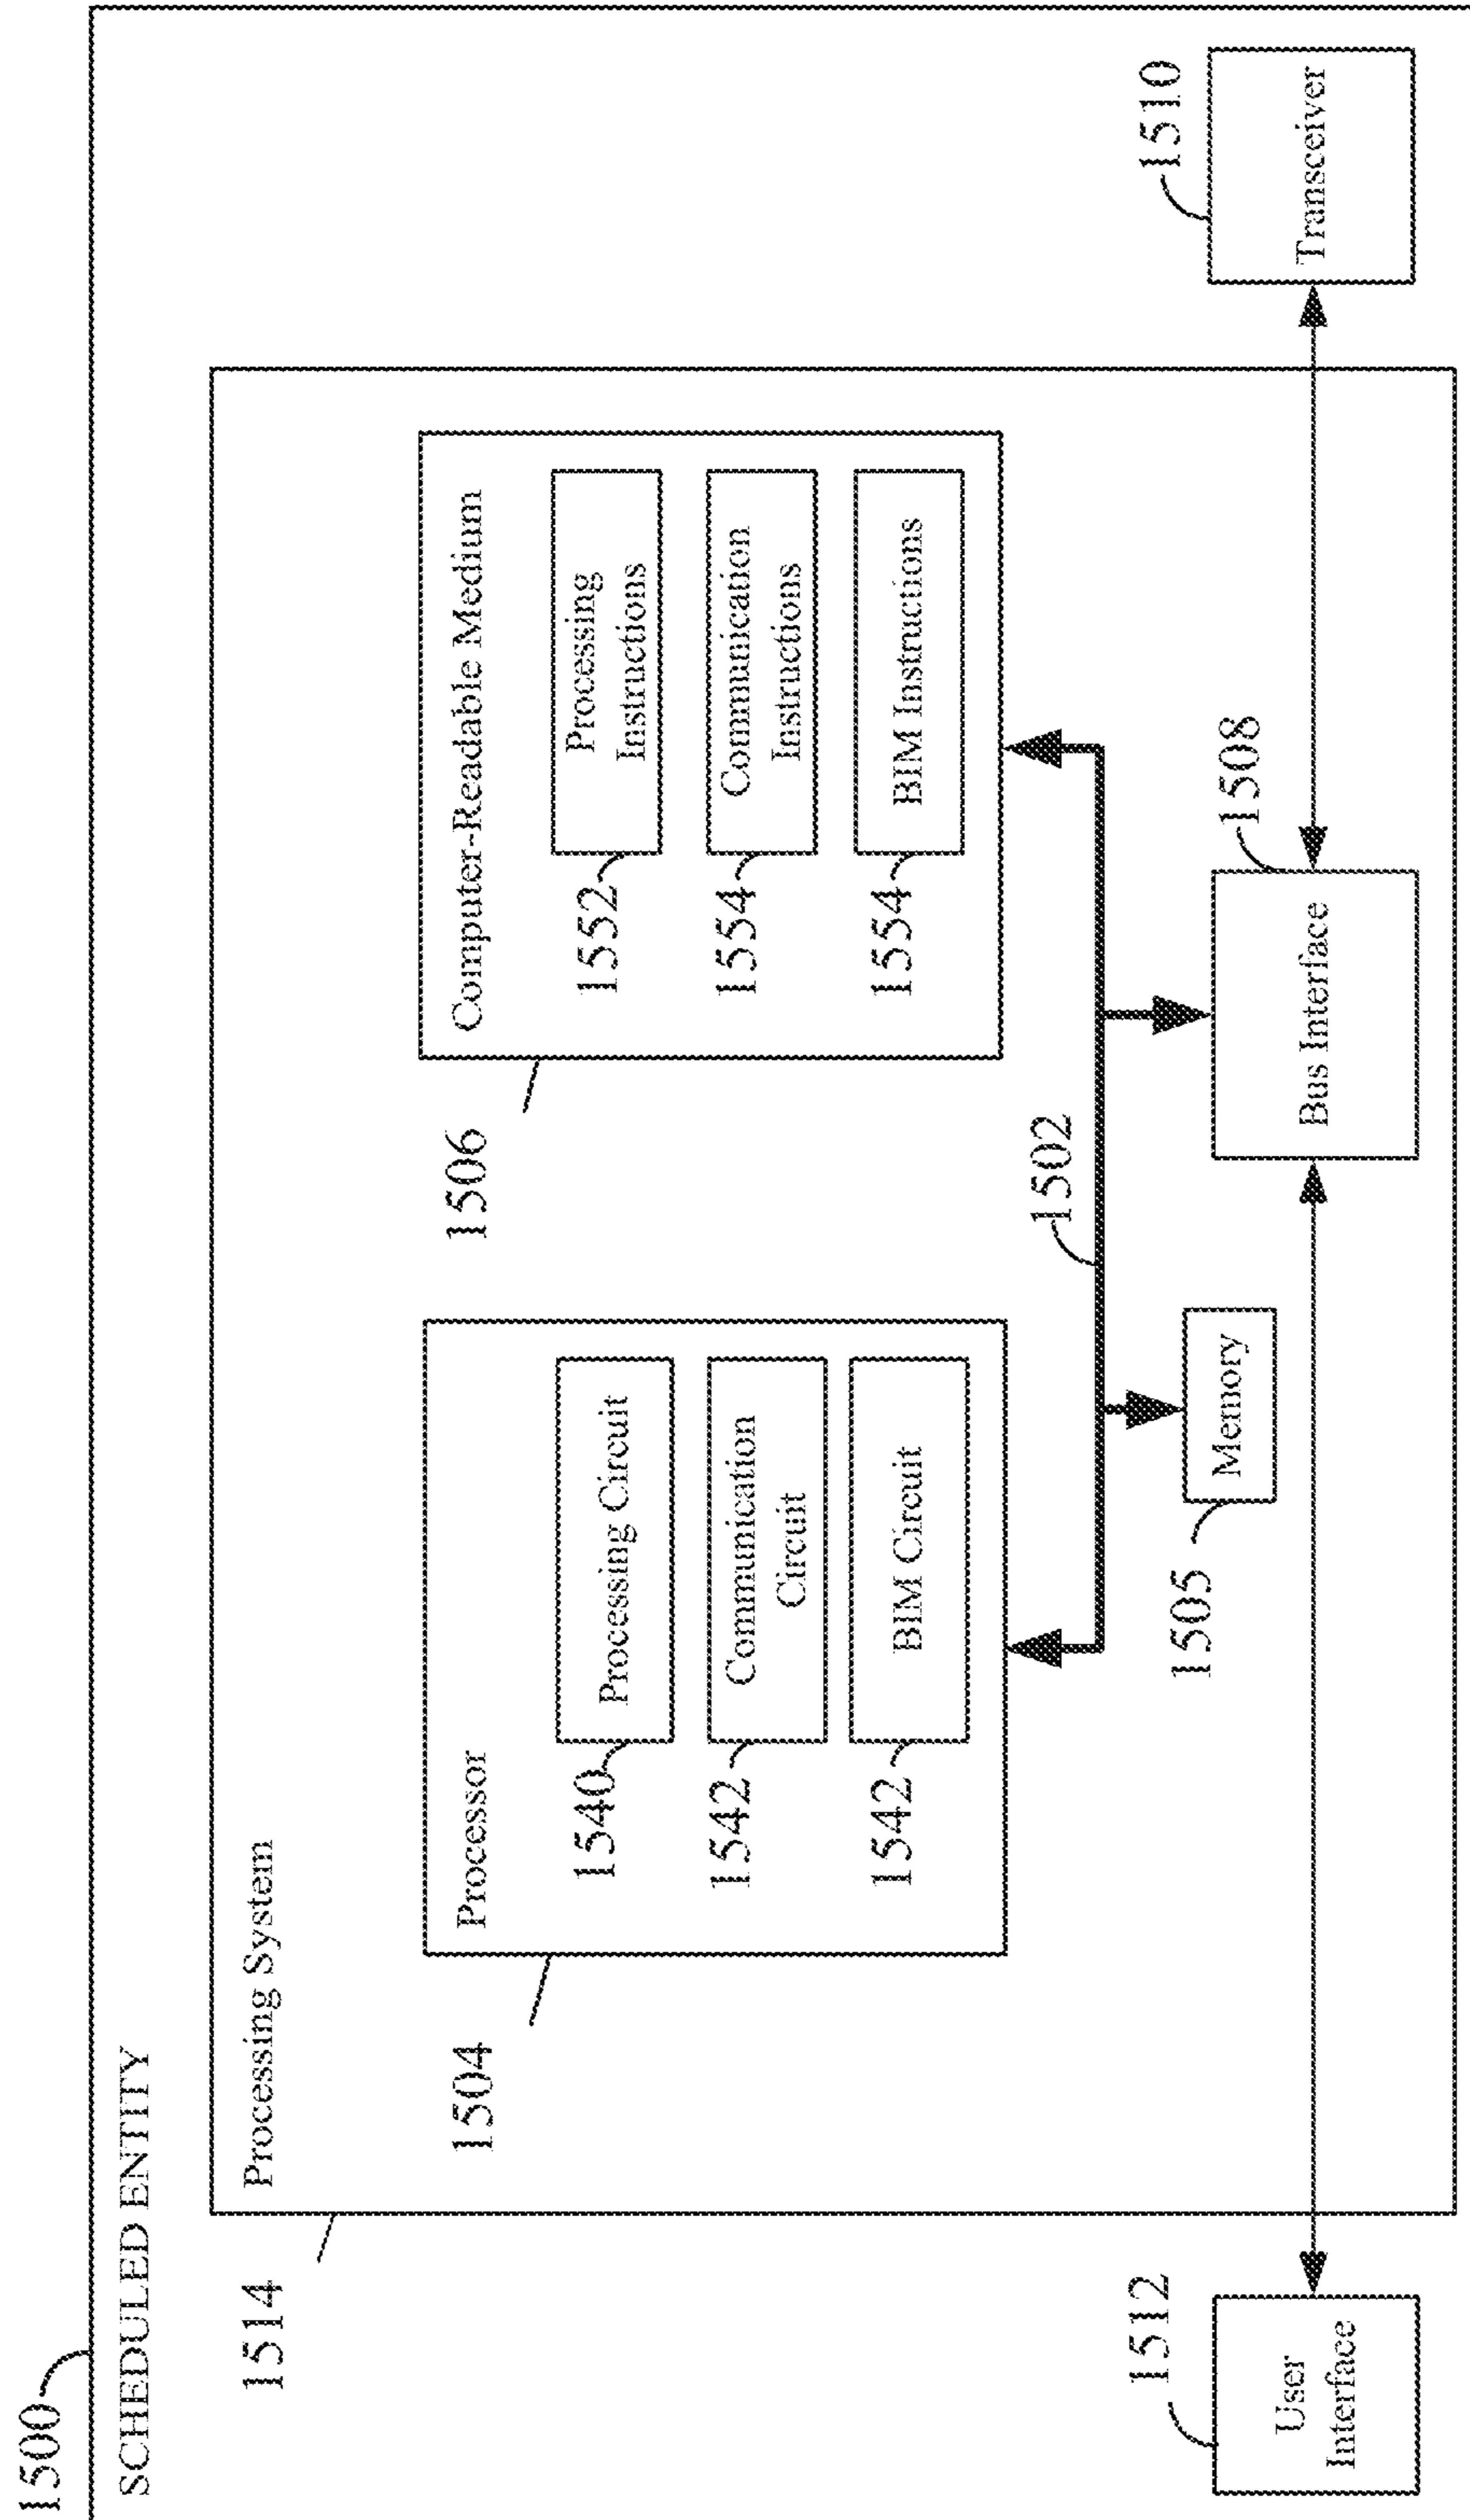 1500
SCHEDULED ENTITY
1514
Processing System
1504
Processor
1540
Processing Circuit
1542
Communication
Circuit
1542
BIM Circuit
1506
Computer-Readable Medium
1552
Processing
Instructions
1554
Communication
Instructions
1554
BIM Instructions
1502
1505
Memory
1512
User
Interface
1508
Bus Interface
1510
Transceiver